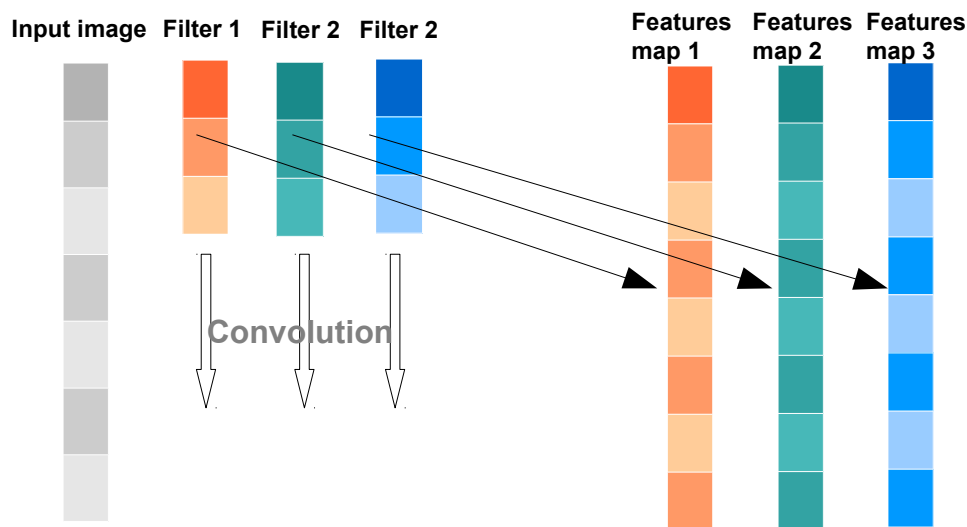 Input image
Filter 1
Filter 2
Filter 2
Features
map 1
Features
map 2
Features
map 3
Convolution